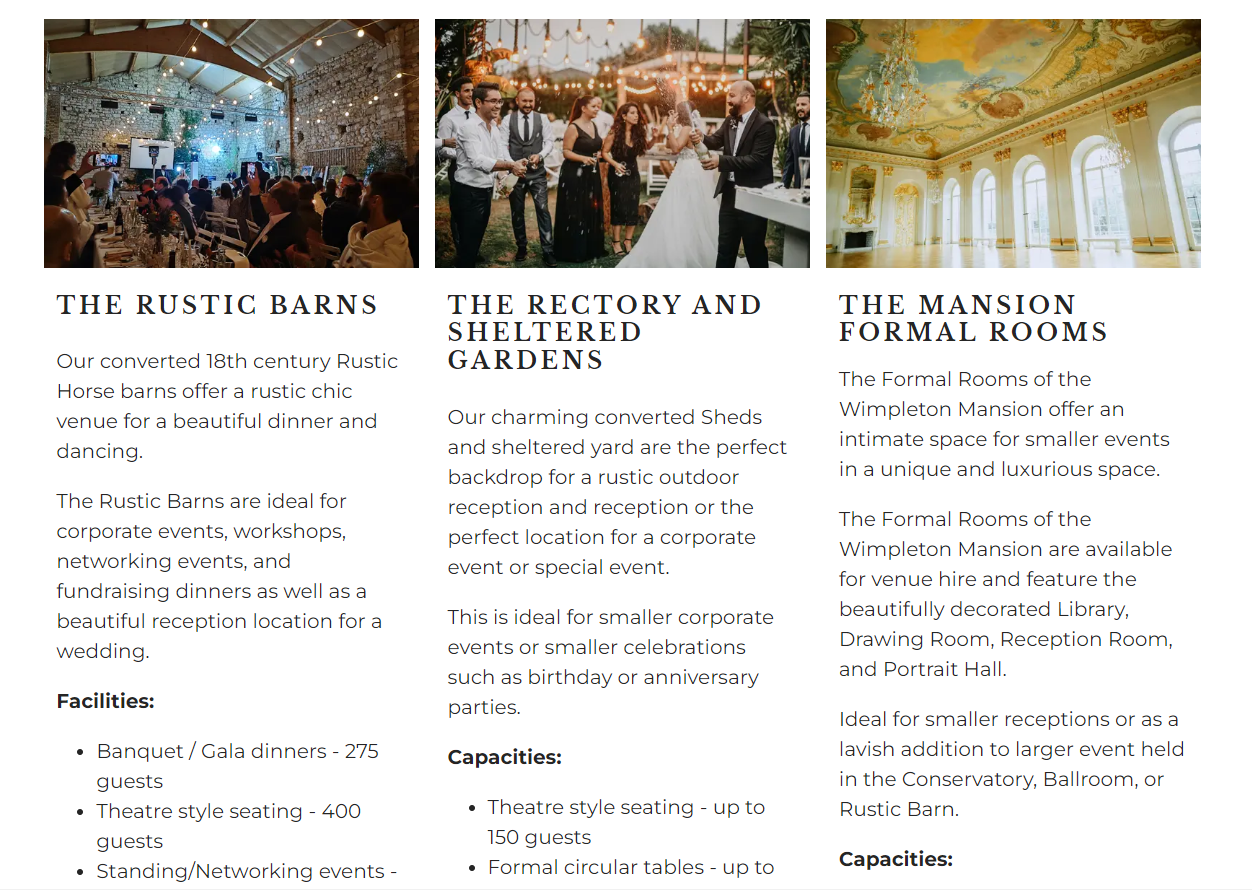 THE RUSTIC BARNS
Our converted 18th century Rustic
Horse barns offer a rustic chic
venue for a beautiful dinner and
dancing.
The Rustic Barns are ideal for
corporate events, workshops,
networking events, and
fundraising dinners as well as a
beautiful reception location for a
wedding.
Facilities:
• Banquet / Gala dinners - 275
guests
• Theatre style seating - 400
guests
• Standing/Networking events -
THE RECTORY AND
SHELTERED
GARDENS
Our charming converted Sheds
and sheltered yard are the perfect
backdrop for a rustic outdoor
reception and reception or the
perfect location for a corporate
event or special event.
This is ideal for smaller corporate
events or smaller celebrations
such as birthday or anniversary
parties.
Capacities:
• Theatre style seating - up to
150 guests
• Formal circular tables - up to
THE MANSION
FORMAL ROOMS
The Formal Rooms of the
Wimpleton Mansion offer an
intimate space for smaller events
in a unique and luxurious space.
The Formal Rooms of the
Wimpleton Mansion are available
for venue hire and feature the
beautifully decorated Library,
Drawing Room, Reception Room,
and Portrait Hall.
Ideal for smaller receptions or as a
lavish addition to larger event held
in the Conservatory, Ballroom, or
Rustic Barn.
Capacities: